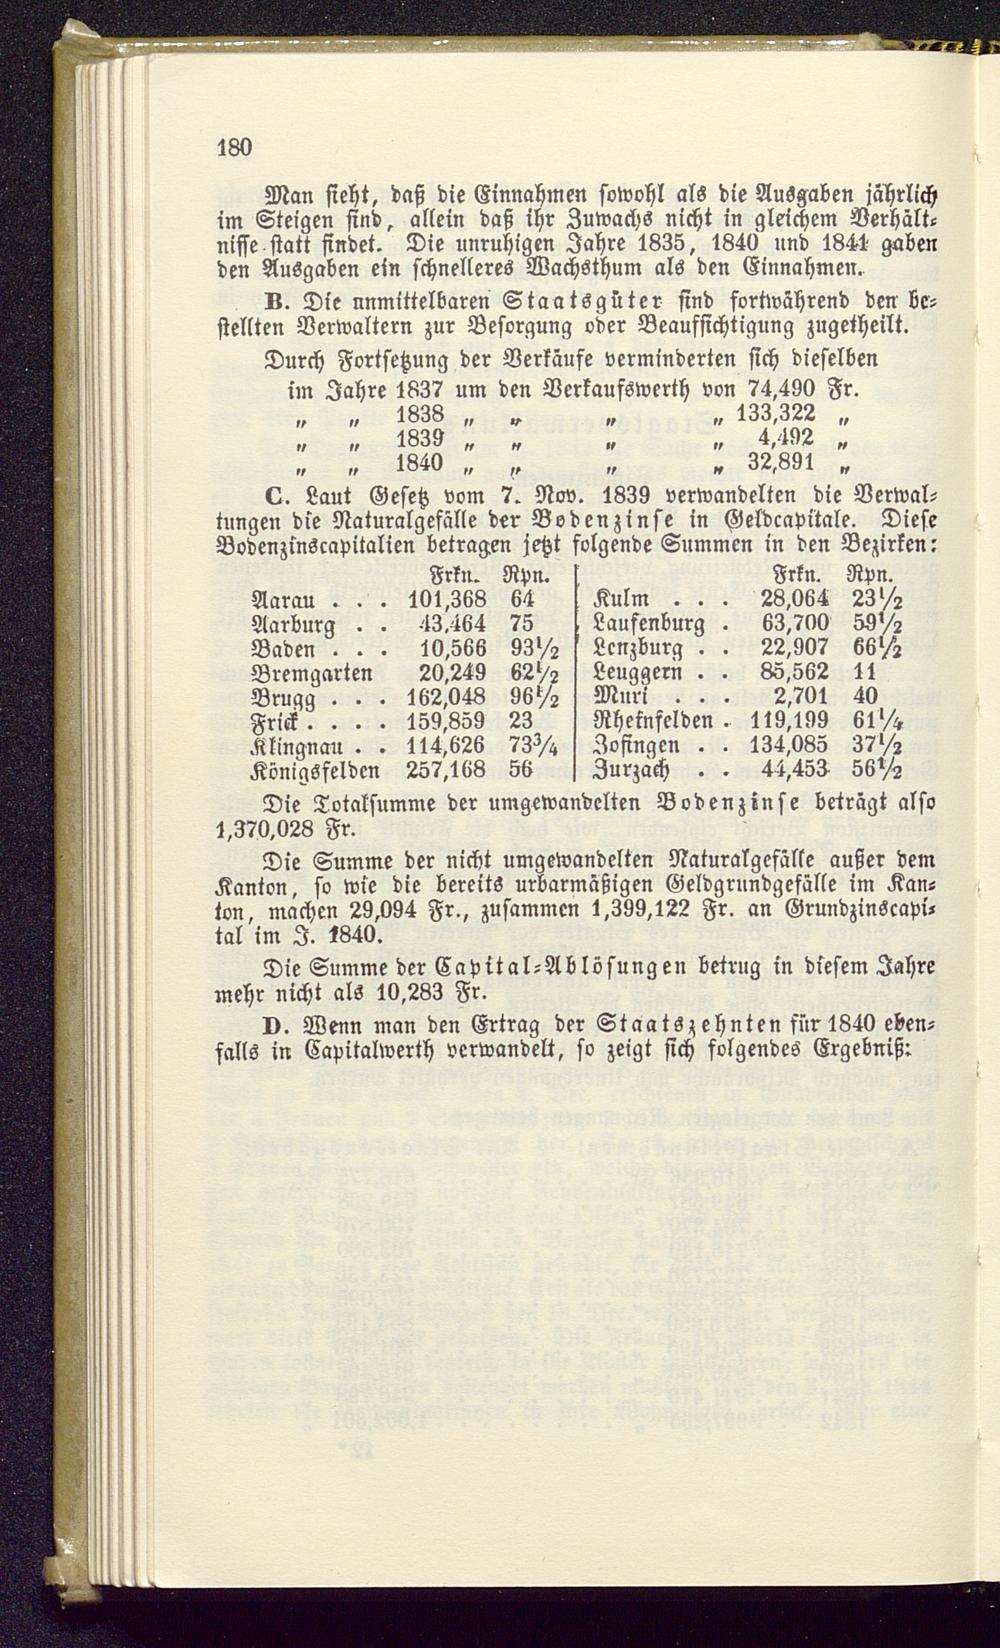 180
Man sieht, daß die Einnahmen sowohl als die Ausgaben jährlich
im Steigen sind, allein daß ihr Zuwachs nicht in gleichem Verhält-
nisse statt findet. Die unruhigen Jahre 1835, 1840 und 1841 gaben
den Ausgaben ein schnelleres Wachsthum als den Einnahmen.
B. Die unmittelbaren Staatsgüter sind fortwährend den be-
stellten Verwaltern zur Besorgung oder Beaufsichtigung zugetheilt.
Durch Fortsetzung der Verkäufe verminderten sich dieselben
im Jahre 1837 um den Verkaufswerth von 74,490 Fr.
„ „ 1838 „ „ „ „ 133,322 „
„ „ 1839 „ „ „ „ 4,492 „
„ „ 1840 „ „ „ „ 32,891 „
C. Laut Gesetz vom 7. Nov. 1839 verwandelten die Verwal-
tungen die Naturalgefälle der Bodenzinse in Geldcapitale. Diese
Bodenzinscapitalien betragen jetzt folgende Summen in den Bezirken:
Frkn. Rpn. Frkn. Rpn.
Aarau . . . 101,368 64 Kulm . . . 28,064 23½
Aarburg . . 43,464 75 Laufenburg . 63,700 59½
Baden . . . 10,566 93½ Lenzburg . . 22,907 66½
Bremgarten 20,249 62½ Leuggern . . 85,562 11
Brugg . . . 162,048 96½ Muri . . . 2,701 40
Frick . . . . 159,859 23 Rheinfelden . 119,199 61¼
Klingnau . . 114,626 73¾ Zofingen . . 134,085 37½
Königsfelden 257,168 56 Zurzach . . 44,453 56½
Die Totalsumme der umgewandelten Bodenzinse beträgt also
1,370,028 Fr.
Die Summe der nicht umgewandelten Naturalgefälle außer dem
Kanton, so wie die bereits urbarmäßigen Geldgrundgefälle im Kan-
ton, machen 29,094 Fr., zusammen 1,399,122 Fr. an Grundzinscapi-
tal im J. 1840.
Die Summe der Capital-Ablösungen betrug in diesem Jahre
mehr nicht als 10,283 Fr.
D. Wenn man den Ertrag der Staatszehnten für 1840 eben-
falls in Capitalwerth verwandelt, so zeigt sich folgendes Ergebniß: